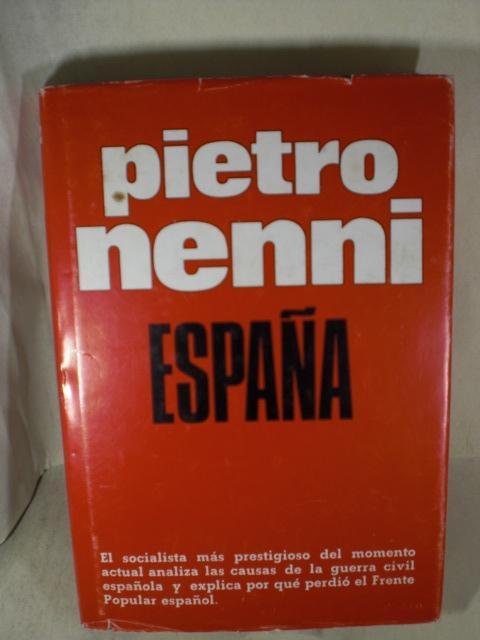 pietro
nenni
ESPAÑA
El socialista más prestigioso del momento
actual analiza las causas de la guerra civil
española y explica por qué perdió el Frente
Popular español.